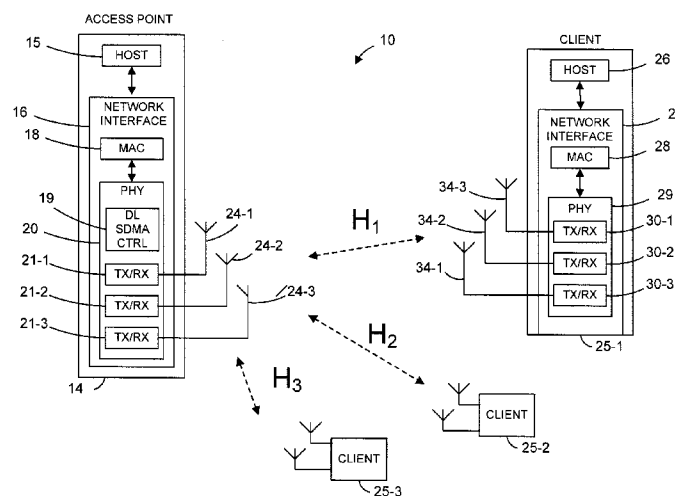 ACCESS POINT
15
HOST
10
CLIENT
HOST
26
16
NETWORK
INTERFACE
NETWORK
INTERFACE
2
18
MAC
MAC
28
PHY
34-3
29
19
DL
SDMA
CTRL
24-1
H1
34-2
PHY
20
24-2
TX/RX
30-1
21-1
TX/RX
34-1
TX/RX
30-2
21-2
TX/RX
24-3
TX/RX
30-3
21-3
TX/RX
H2
25-1
14
H3
CLIENT
25-2
CLIENT
25-3